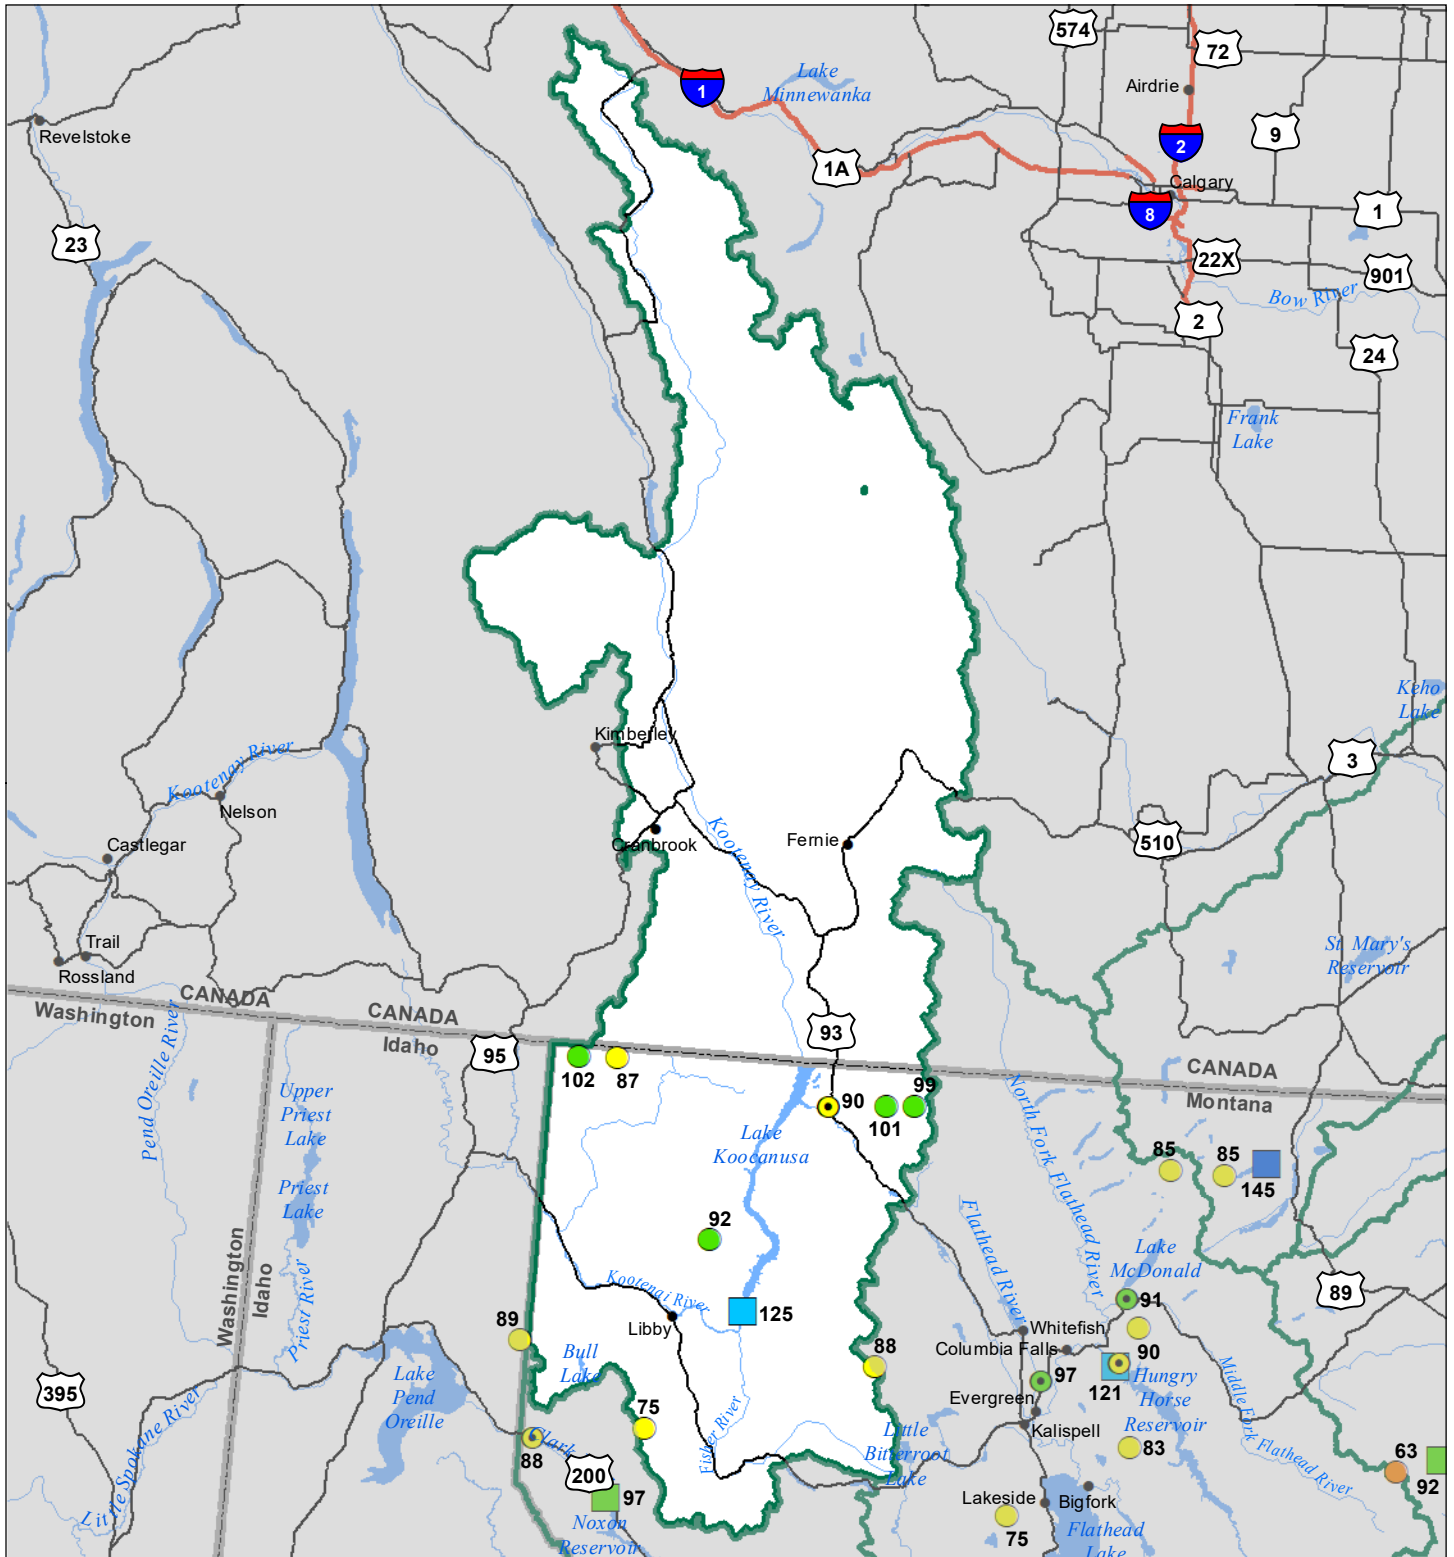 574
72
1
Lake
Minnewanka
Airdrie
Revelstoke
9
2
1A
Calgary
8
1
23
22X
901
Bow River
2
24
Frank
Lake
Keho
Lake
Kimberley
Kootenay River
3
Nelson
Castlegar
Cranbrook
Kootenay River
Fernie
510
Trail
Rossland
St Mary's
Reservoir
CANADA
Washington
CANADA
Idaho
95
93
CANADA
Montana
102
87
90
101
99
Pend Oreille River
Upper
Priest
Lake
Priest
Lake
Lake
Koocanusa
North Fork Flathead River
85
85
145
92
Flathead River
Lake
McDonald
Washington
Idaho
Priest River
Kootenai River
125
Libby
89
91
Whitefish
Columbia Falls
90
121
Hungry
Horse
Reservoir
89
Bull
Lake
88
97
Evergreen
Kalispell
395
Lake
Pend
Oreille
Little Spokane River
75
Fisher River
Little
Bitterroot
Lake
Middle Fork Flathead River
83
Clark
88
200
97
Noxon
Reservoir
63
92
Lakeside
Bigfork
75
Flathead
Lake